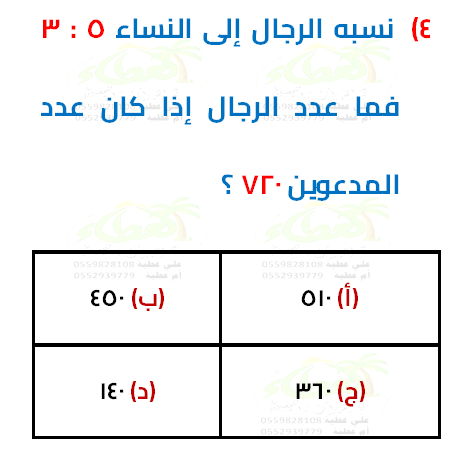 ٤) نسبه الرجال إلى النساء ٥ : ٣
فما عدد الرجال إذا كان عدد
المدعوين ٧٢٠ ؟
(أ) ٥١٠
(ب) ٤٥٠
(ج) ٣٦٠
(د) ١٤٠
علي عطية 0559828108
أم عطية 0552939779